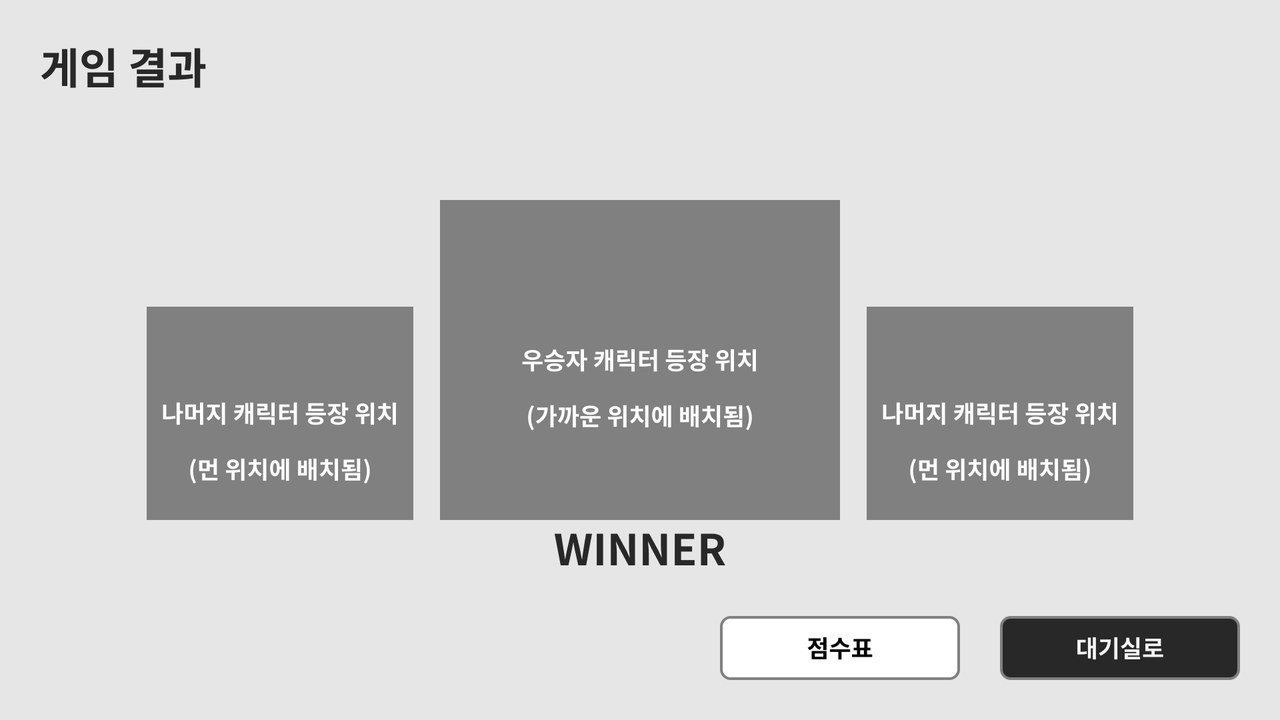 게임 결과
우승자 캐릭터 등장 위치
(가까운 위치에 배치됨)
나머지 캐릭터 등장 위치
(먼 위치에 배치됨)
나머지 캐릭터 등장 위치
(먼 위치에 배치됨)
WINNER
점수표
대기실로